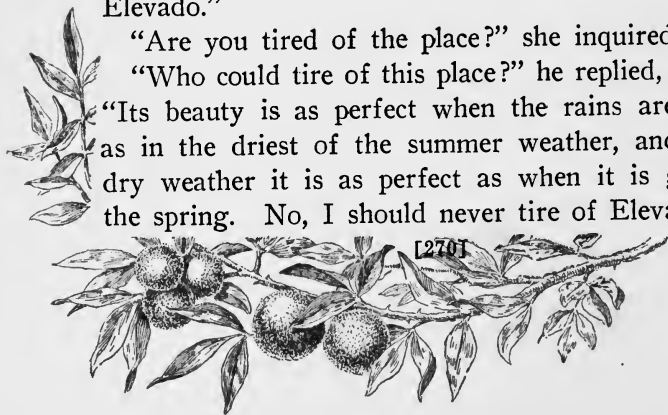 Elevado."
"Are you tired of the place?" she inquired
"Who could tire of this place?" he replied,
"Its beauty is as perfect when the rains are
as in the driest of the summer weather, and
dry weather it is as perfect as when it is
the spring. No, I should never tire of
[270]